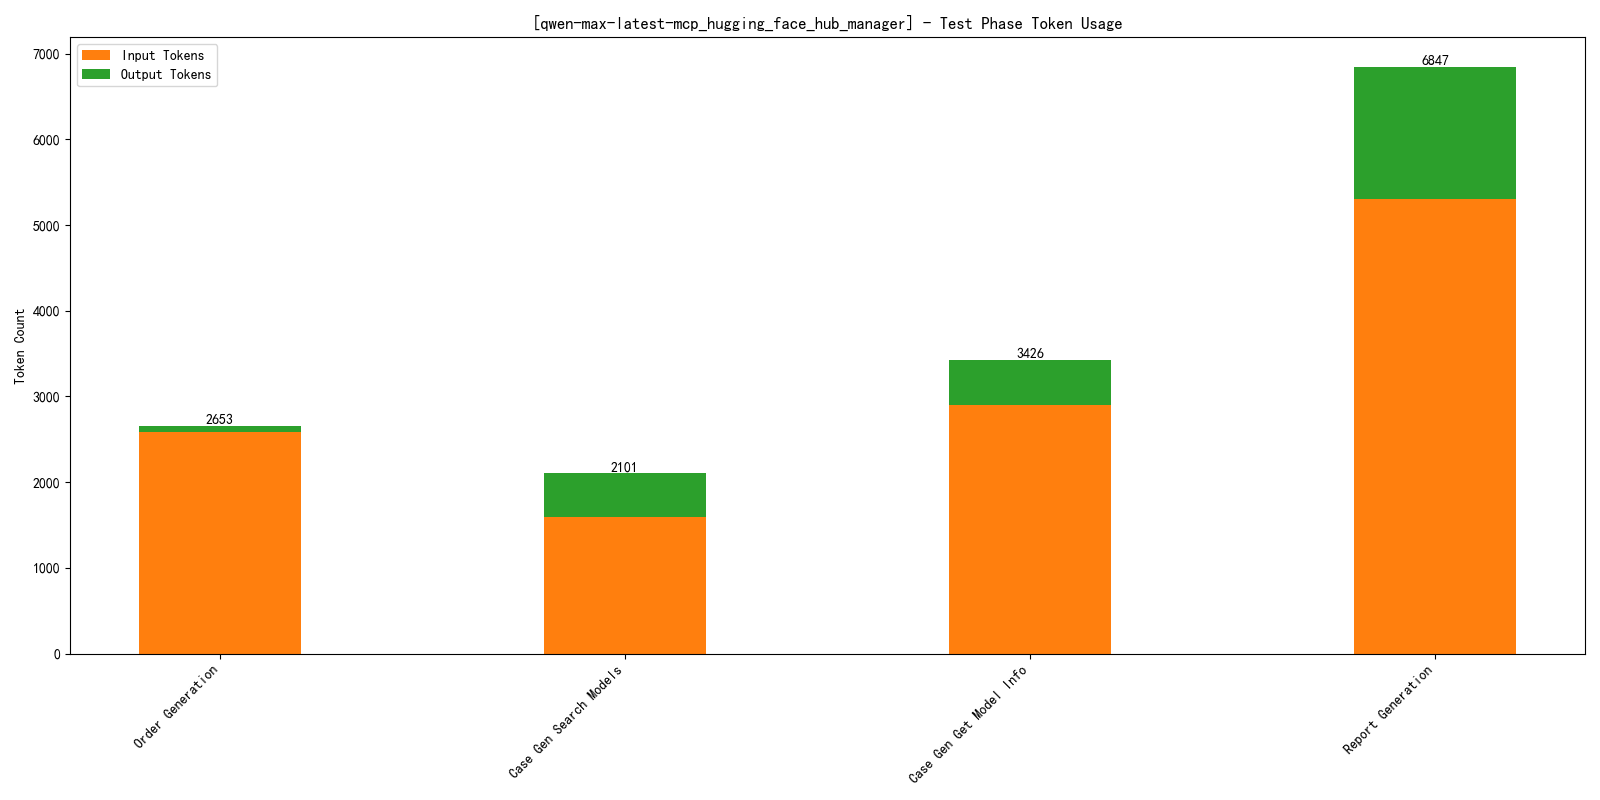 [qwen-max-latest-mcp_hugging_face_hub_manager] - Test Phase Token Usage
Input Tokens
Output Tokens
Token Count
7000
6000
5000
4000
3000
2000
1000
0
2653
2101
3426
6847
Order Generation
Case Gen Search Models
Case Gen Get Model Info
Report Generation